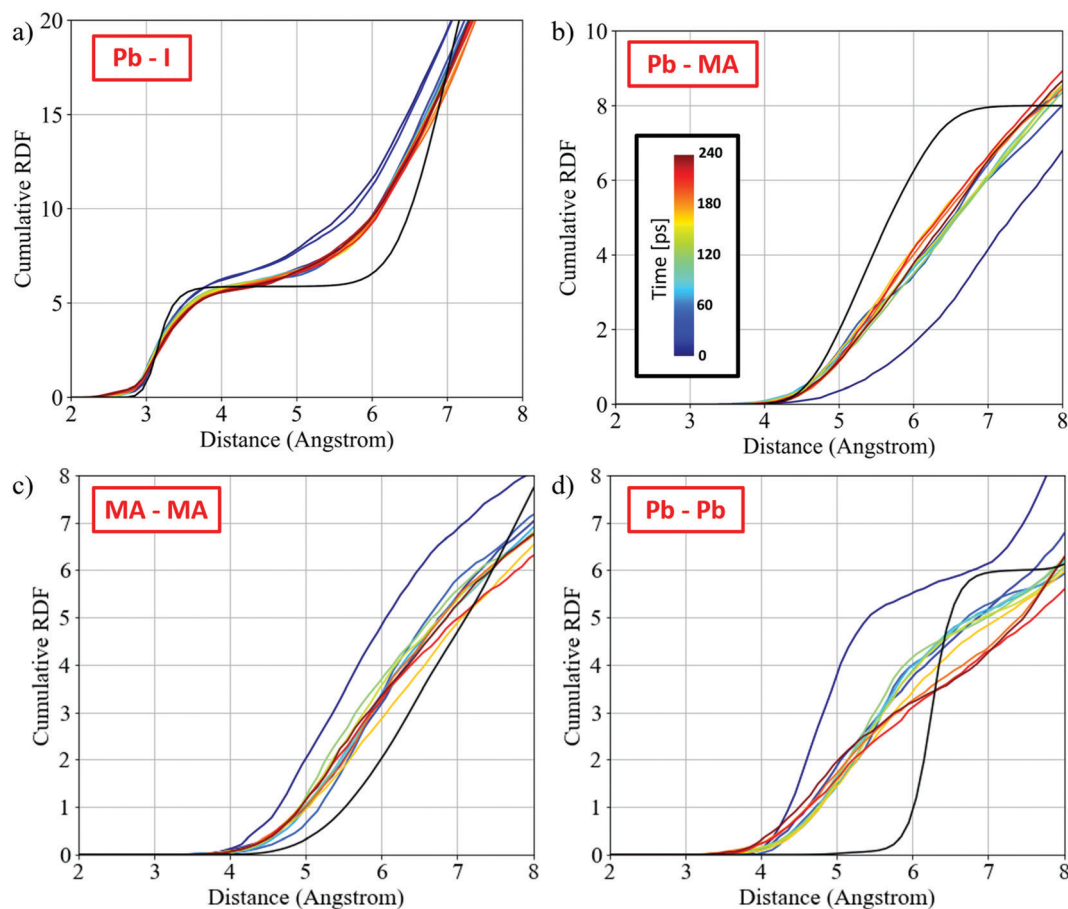 a)
Pb - I
Cumulative RDF
20
15
10
5
0
2 3 4 5 6 7 8
Distance (Angstrom)
b)
Pb - MA
Cumulative RDF
10
8
6
4
2
0
Time [ps]
240
180
120
60
0
2 3 4 5 6 7 8
Distance (Angstrom)
c)
MA - MA
Cumulative RDF
8
7
6
5
4
3
2
1
0
2 3 4 5 6 7 8
Distance (Angstrom)
d)
Pb - Pb
Cumulative RDF
8
7
6
5
4
3
2
1
0
2 3 4 5 6 7 8
Distance (Angstrom)